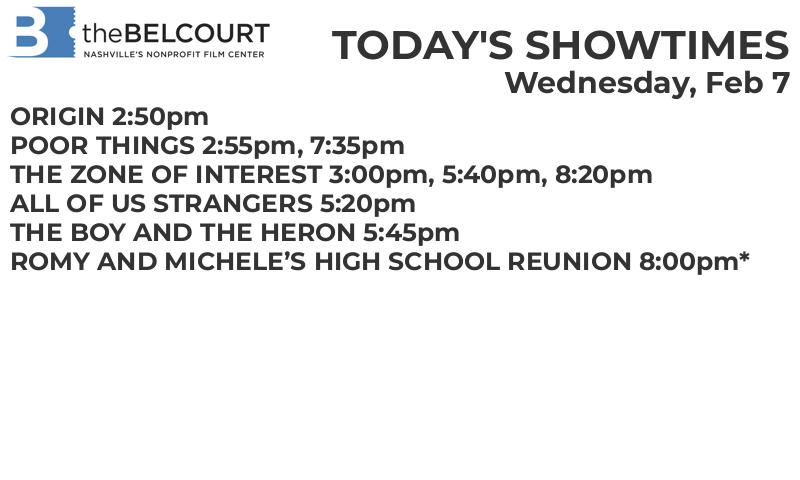 B theBELCOURT
NASHVILLE'S NONPROFIT FILM CENTER
TODAY'S SHOWTIMES
Wednesday, Feb 7
ORIGIN 2:50pm
POOR THINGS 2:55pm, 7:35pm
THE ZONE OF INTEREST 3:00pm, 5:40pm, 8:20pm
ALL OF US STRANGERS 5:20pm
THE BOY AND THE HERON 5:45pm
ROMY AND MICHELE’S HIGH SCHOOL REUNION 8:00pm*